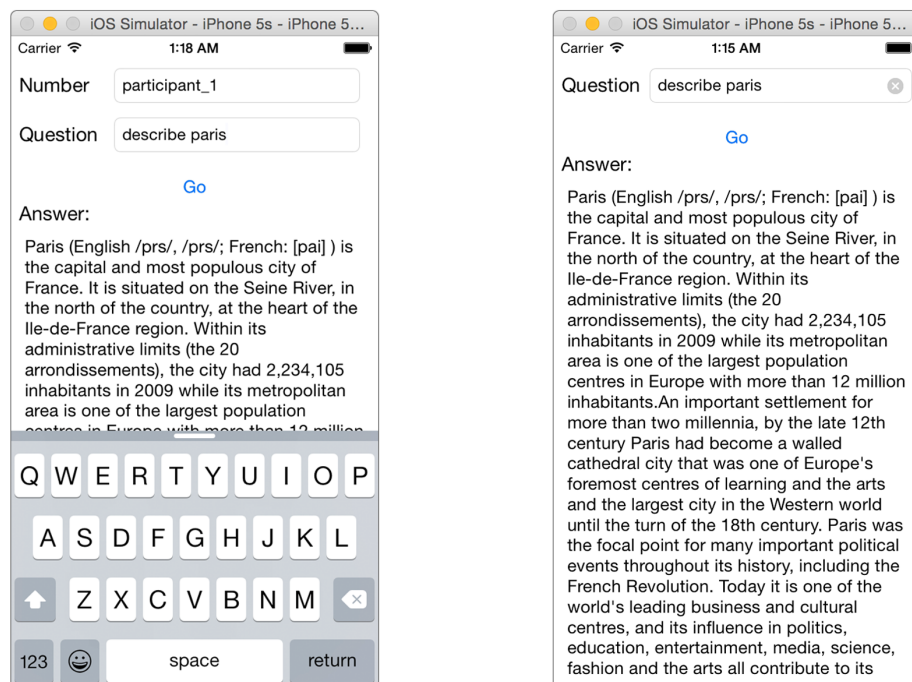 iOS Simulator - iPhone 5s - iPhone 5...
Carrier 1:18 AM
Number participant_1
Question describe paris
Go
Answer:
Paris (English /prs/, /prs/; French: [pai] ) is
the capital and most populous city of
France. It is situated on the Seine River, in
the north of the country, at the heart of the
Ile-de-France region. Within its
administrative limits (the 20
arrondissements), the city had 2,234,105
inhabitants in 2009 while its metropolitan
area is one of the largest population
centres in Europe with more than 12 million
Q W E R T Y U I O P
A S D F G H J K L
Z X C V B N M
123 space return
iOS Simulator - iPhone 5s - iPhone 5...
Carrier 1:15 AM
Question describe paris
Go
Answer:
Paris (English /prs/, /prs/; French: [pai] ) is
the capital and most populous city of
France. It is situated on the Seine River, in
the north of the country, at the heart of the
Ile-de-France region. Within its
administrative limits (the 20
arrondissements), the city had 2,234,105
inhabitants in 2009 while its metropolitan
area is one of the largest population
centres in Europe with more than 12 million
inhabitants.An important settlement for
more than two millennia, by the late 12th
century Paris had become a walled
cathedral city that was one of Europe's
foremost centres of learning and the arts
and the largest city in the Western world
until the turn of the 18th century. Paris was
the focal point for many important political
events throughout its history, including the
French Revolution. Today it is one of the
world's leading business and cultural
centres, and its influence in politics,
education, entertainment, media, science,
fashion and the arts all contribute to its